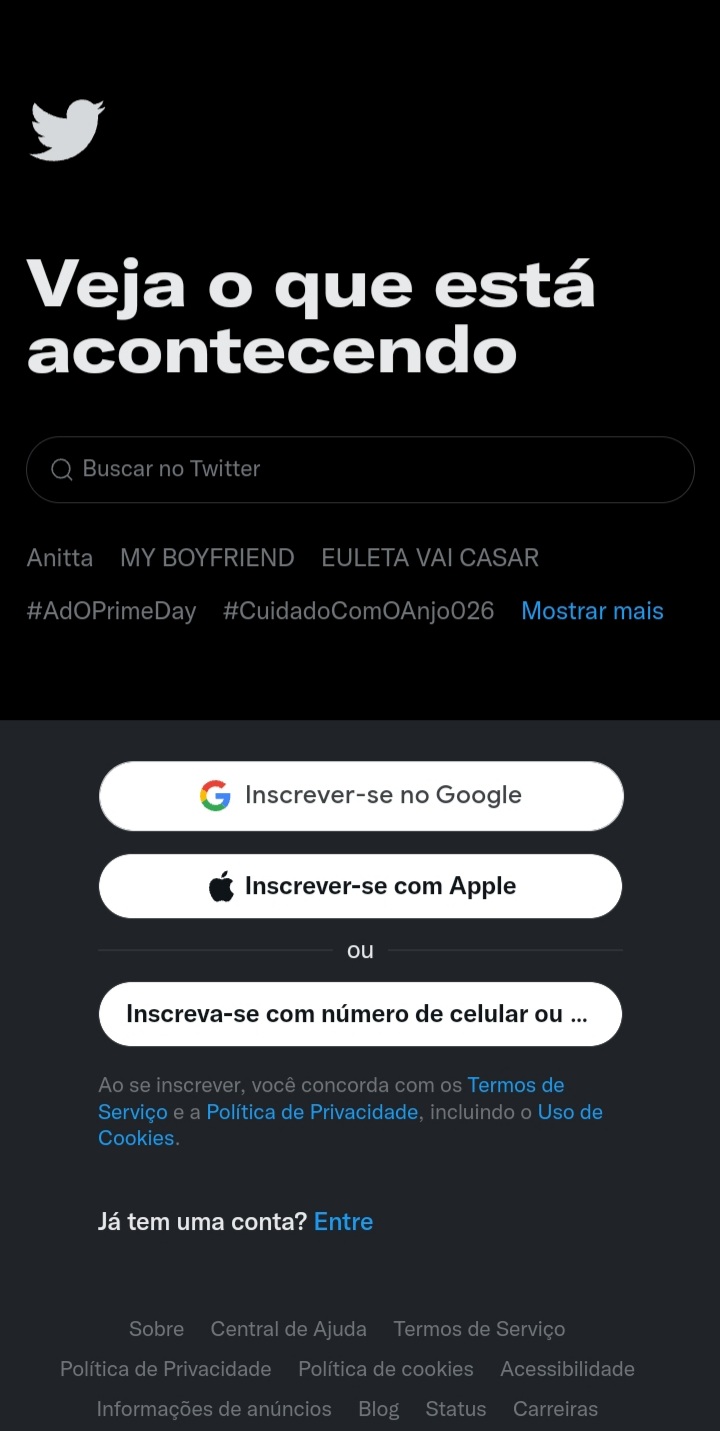 Veja o que está
acontecendo
Buscar no Twitter
Anitta MY BOYFRIEND EULETA VAI CASAR
#AdOPrimeDay #CuidadoComOAnjo026 Mostrar mais
Inscrever-se no Google
Inscrever-se com Apple
ou
Inscreva-se com número de celular ou ...
Ao se inscrever, você concorda com os Termos de
Serviço e a Política de Privacidade, incluindo o Uso de
Cookies.
Já tem uma conta? Entre
Sobre Central de Ajuda Termos de Serviço
Política de Privacidade Política de cookies Acessibilidade
Informações de anúncios Blog Status Carreiras